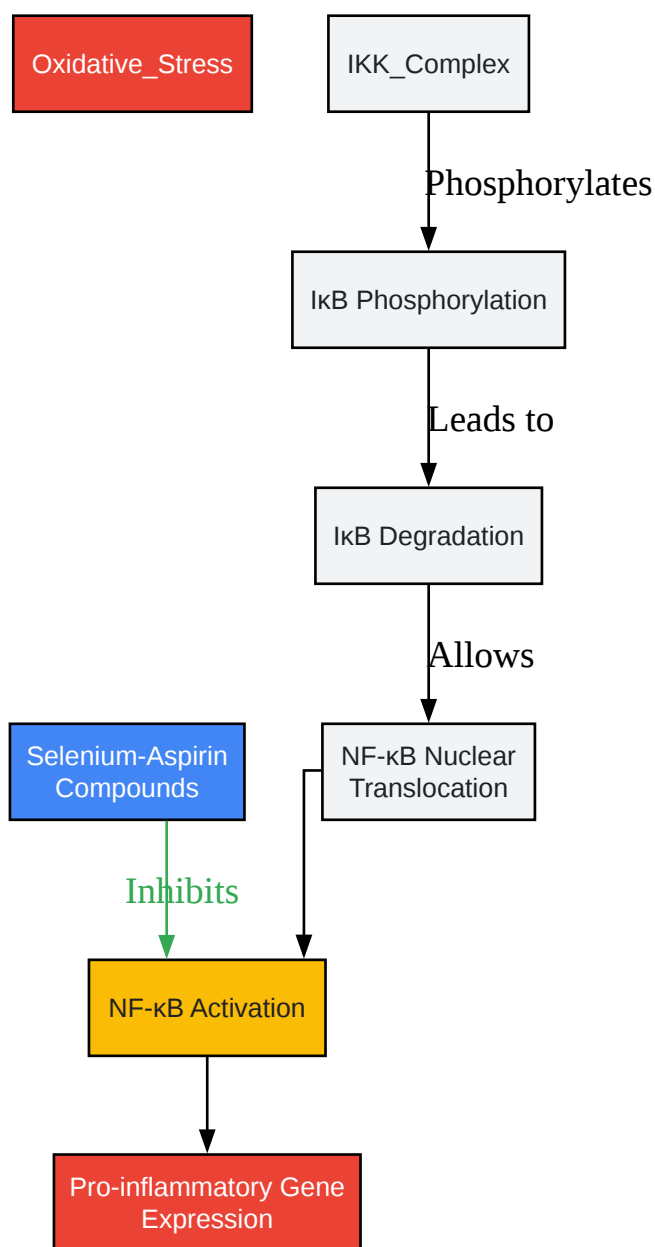 Oxidative_Stress
IKK_Complex
Phosphorylates
IκB Phosphorylation
Leads to
IκB Degradation
Allows
Selenium-Aspirin
Compounds
NF-κB Nuclear
Translocation
Inhibits
NF-κB Activation
Pro-inflammatory Gene
Expression